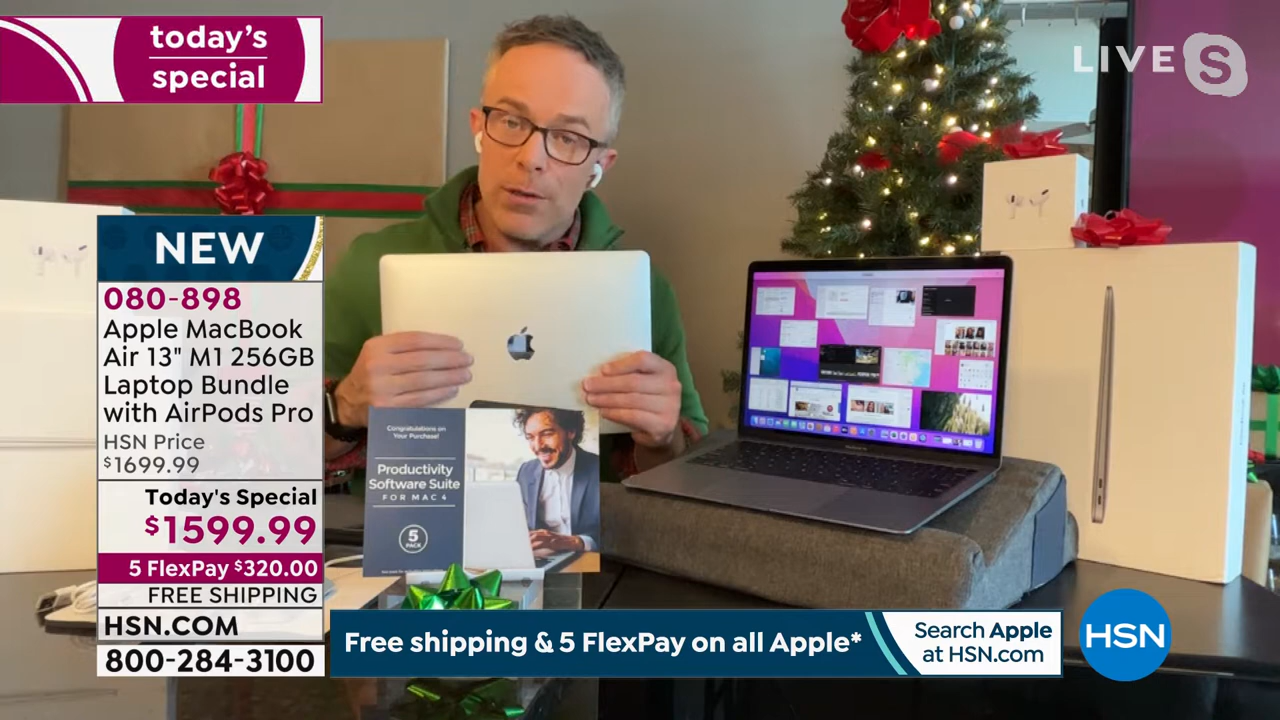 today's
special
LIVE S
NEW
080-898
Apple MacBook
Air 13" M1 256GB
Laptop Bundle
with AirPods Pro
HSN Price
$1699.99
Today's Special
$1599.99
5 FlexPay $320.00
FREE SHIPPING
HSN.COM
800-284-3100
Congratulations on
Your Purchase!
Productivity
Software Suite
FOR MAC 4
5
PACK
Free shipping & 5 FlexPay on all Apple*
Search Apple
at HSN.com
HSN